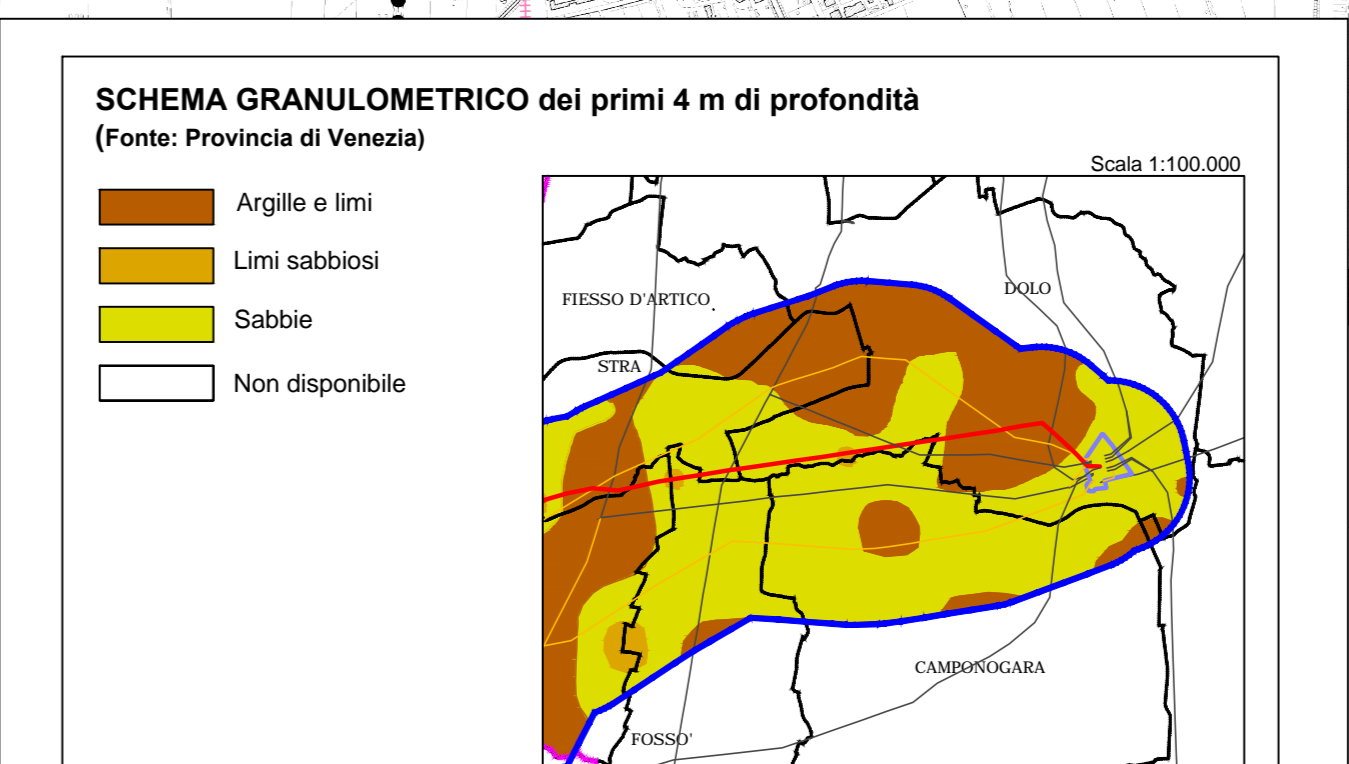 SCHEMA GRANULOMETRICO dei primi 4 m di profondità
(Fonte: Provincia di Venezia)
Scala 1:100.000
Argille e limi
Limi sabbiosi
Sabbie
Non disponibile
FIESSO D'ARTICO
DOLO
STRA
CAMPONOGARA
FOSSO'